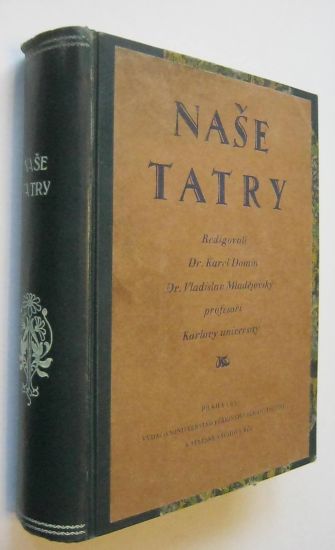 NAŠE
TATRY
NAŠE
TATRY
Redigovali
Dr. Karel Domin
Dr. Vladislav Mladějovský
profesoři
Karlovy university